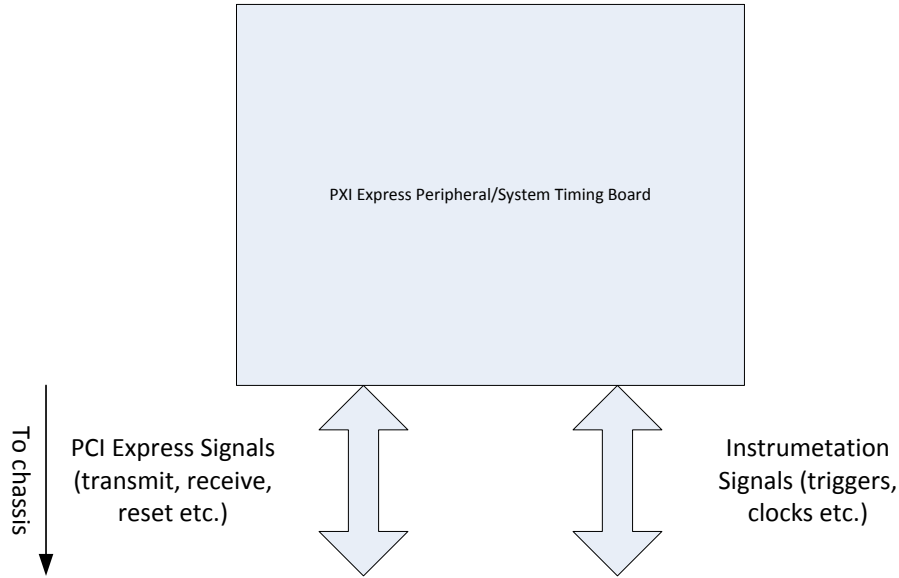 PXI Express Peripheral/System Timing Board
To chassis
PCI Express Signals
(transmit, receive,
reset etc.)
Instrumetation
Signals (triggers,
clocks etc.)